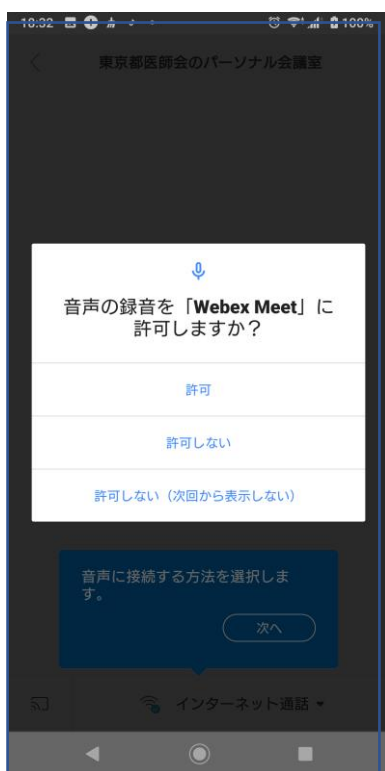 18:32
100%
東京都医師会のパーソナル会議室
音声の録音を「Webex Meet」に
許可しますか？
許可
許可しない
許可しない（次回から表示しない）
音声に接続する方法を選択しま
す。
次へ
インターネット通話